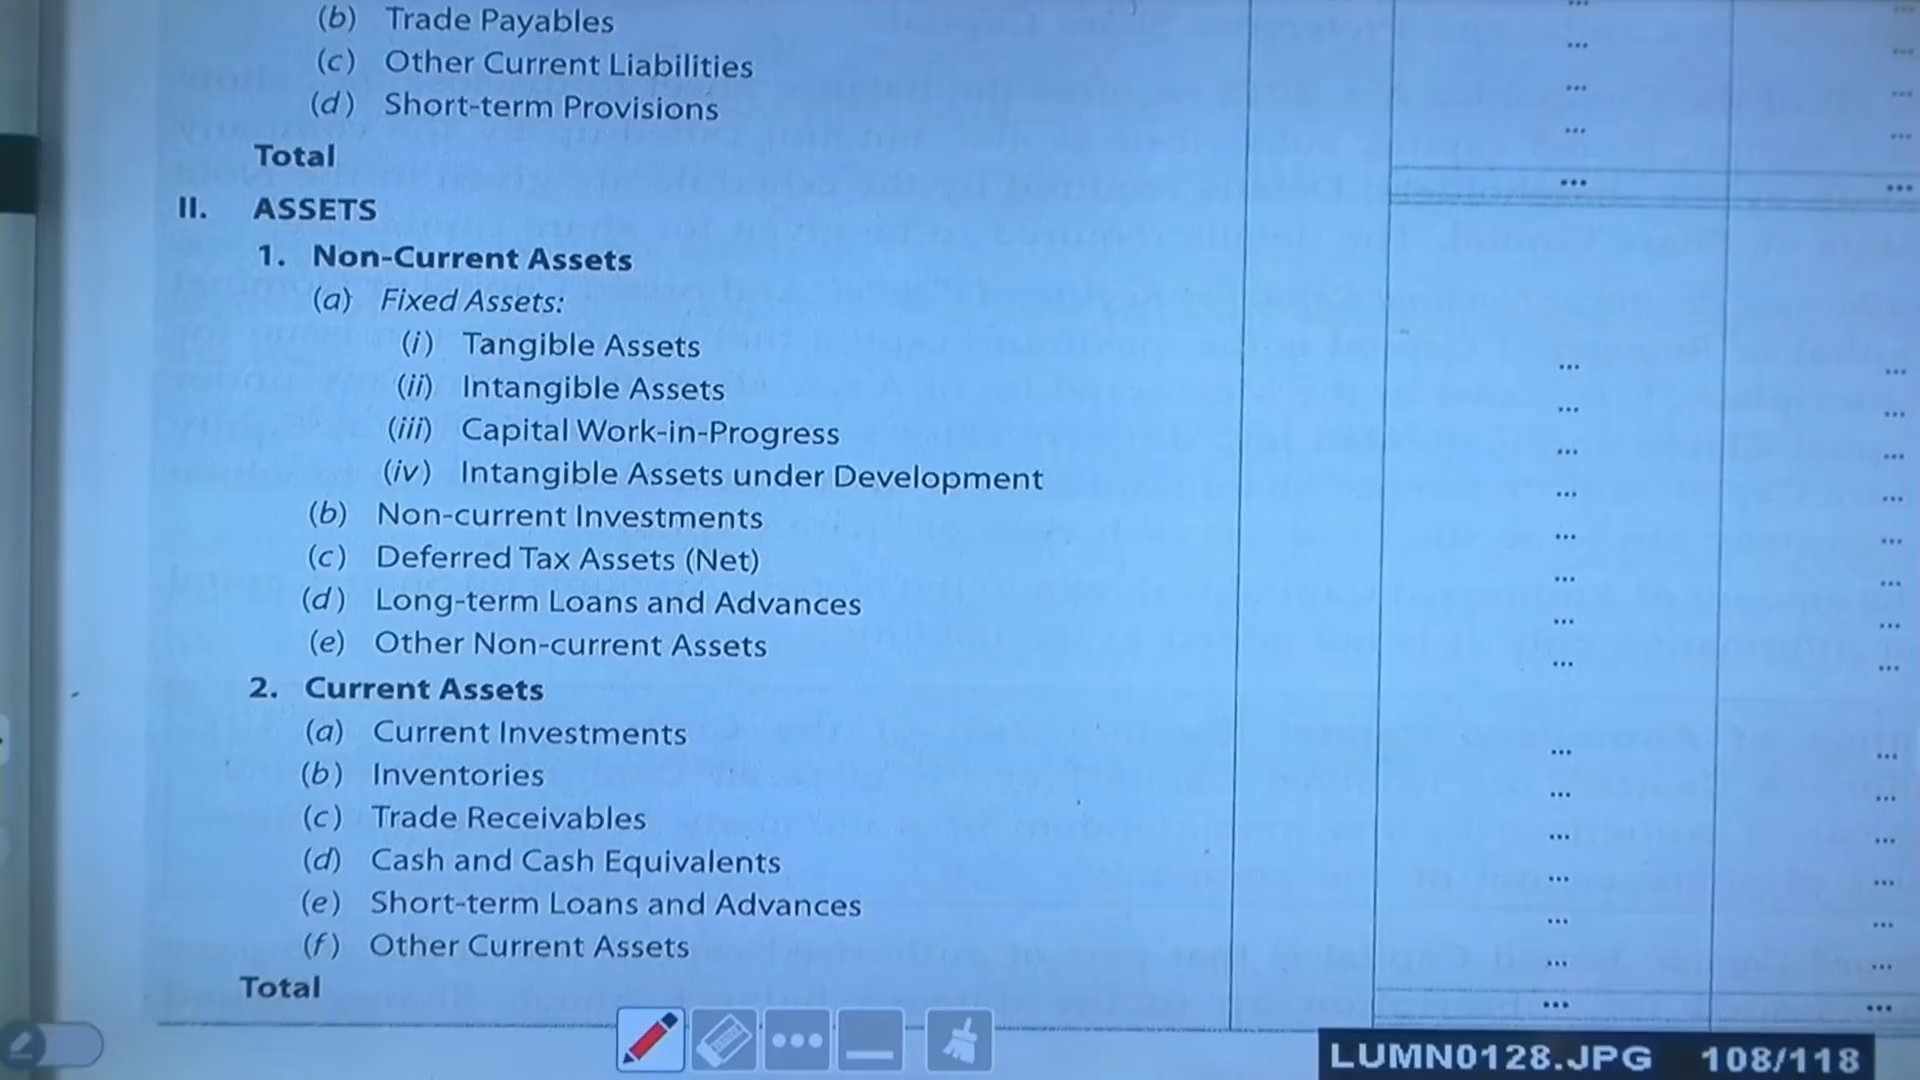 (b) Trade Payables ... ...
(c) Other Current Liabilities ... ...
(d) Short-term Provisions ... ...
Total ... ...
II. ASSETS
1. Non-Current Assets
(a) Fixed Assets:
(i) Tangible Assets ... ...
(ii) Intangible Assets ... ...
(iii) Capital Work-in-Progress ... ...
(iv) Intangible Assets under Development ... ...
(b) Non-current Investments ... ...
(c) Deferred Tax Assets (Net) ... ...
(d) Long-term Loans and Advances ... ...
(e) Other Non-current Assets ... ...
2. Current Assets
(a) Current Investments ... ...
(b) Inventories ... ...
(c) Trade Receivables ... ...
(d) Cash and Cash Equivalents ... ...
(e) Short-term Loans and Advances ... ...
(f) Other Current Assets ... ...
Total ... ...
LUMN0128.JPG 108/118